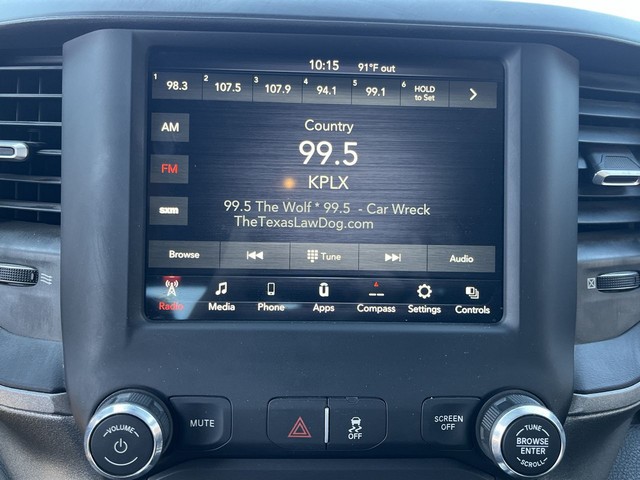 10:15 91°F out
1 98.3 2 107.5 3 107.9 4 94.1 5 99.1 6 HOLD to Set
AM
Country
99.5
FM
KPLX
sxm
99.5 The Wolf * 99.5 - Car Wreck
TheTexasLawDog.com
Browse Tune Audio
Radio Media Phone Apps Compass Settings Controls
VOLUME
MUTE
OFF
SCREEN
OFF
TUNE
BROWSE
ENTER
SCROLL